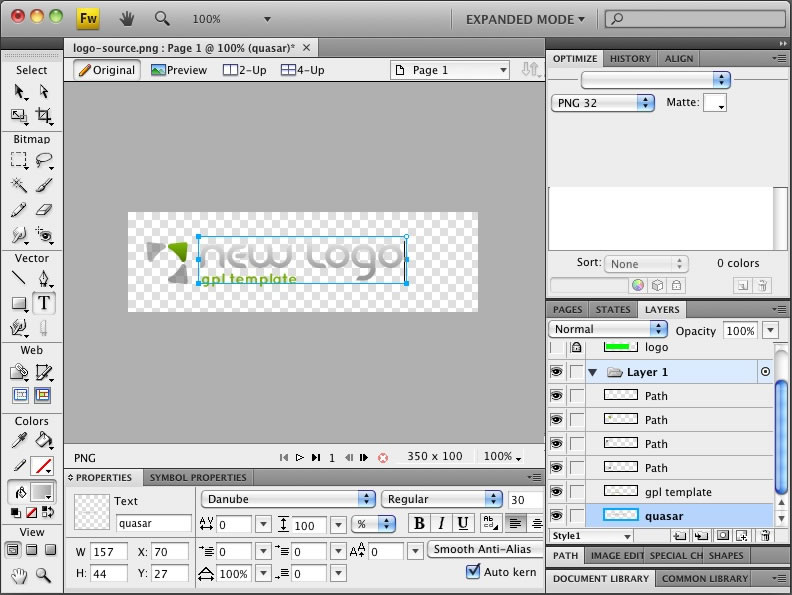 Fw
100%
EXPANDED MODE
logo-source.png : Page 1 @ 100% (quasar)*
Original
Preview
2-Up
4-Up
Page 1
Select
Bitmap
Vector
T
Web
Colors
View
new Logo
gpl template
PNG
1
350 x 100
100%
PROPERTIES
SYMBOL PROPERTIES
Text
quasar
Danube
Regular
30
0
100
%
B I U
W: 157
X: 70
0
0
0
Smooth Anti-Alias
H: 44
Y: 27
100%
0
Auto kern
OPTIMIZE
HISTORY
ALIGN
PNG 32
Matte:
Sort:
None
0 colors
PAGES
STATES
LAYERS
Normal
Opacity
100%
logo
Layer 1
Path
Path
Path
Path
gpl template
quasar
Style1
PATH
IMAGE EDIT
SPECIAL CH
SHAPES
DOCUMENT LIBRARY
COMMON LIBRARY